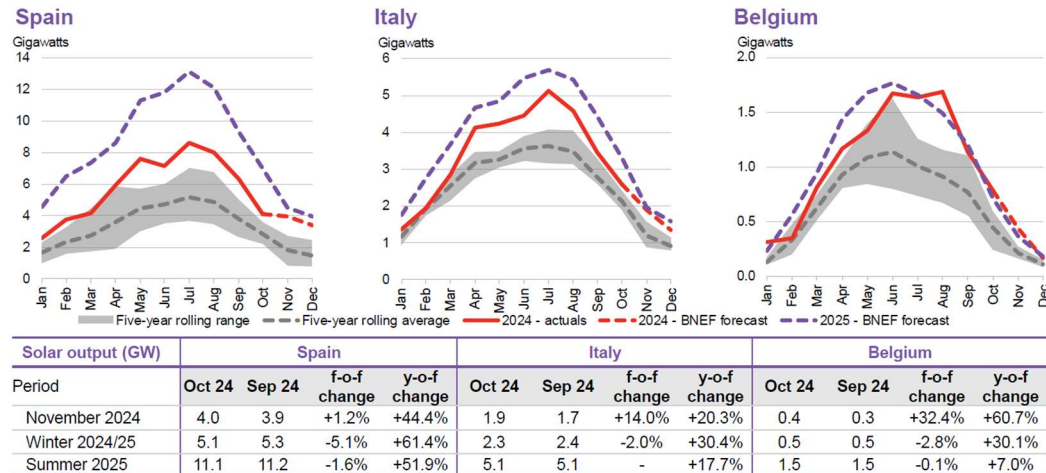 Spain
Italy
Belgium
Gigawatts
Gigawatts
Gigawatts
14
12
10
8
6
4
2
0
Jan
Feb
Mar
Apr
May
Jun
Jul
Aug
Sep
Oct
Nov
Dec
6
5
4
3
2
1
0
Jan
Feb
Mar
Apr
May
Jun
Jul
Aug
Sep
Oct
Nov
Dec
2.0
1.5
1.0
0.5
0.0
Jan
Feb
Mar
Apr
May
Jun
Jul
Aug
Sep
Oct
Nov
Dec
Five-year rolling range Five-year rolling average 2024 - actuals 2024 - BNEF forecast 2025 - BNEF forecast
Solar output (GW) Spain Italy Belgium
Period Oct 24 Sep 24 f-o-f change y-o-f change Oct 24 Sep 24 f-o-f change y-o-f change Oct 24 Sep 24 f-o-f change y-o-f change
November 2024 4.0 3.9 +1.2% +44.4% 1.9 1.7 +14.0% +20.3% 0.4 0.3 +32.4% +60.7%
Winter 2024/25 5.1 5.3 -5.1% +61.4% 2.3 2.4 -2.0% +30.4% 0.5 0.5 -2.8% +30.1%
Summer 2025 11.1 11.2 -1.6% +51.9% 5.1 5.1 - +17.7% 1.5 1.5 -0.1% +7.0%